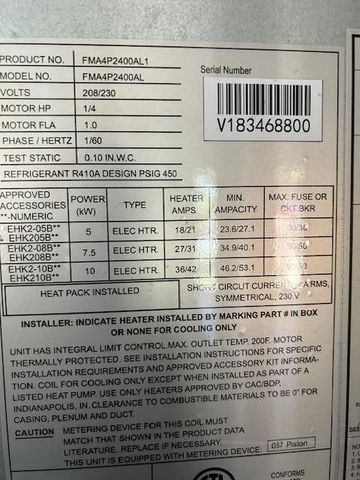 PRODUCT NO. FMA4P2400AL1
MODEL NO. FMA4P2400AL
VOLTS 208/230
MOTOR HP 1/4
MOTOR FLA 1.0
PHASE / HERTZ 1/60
TEST STATIC 0.10 IN.W.C.
REFRIGERANT R410A DESIGN PSIG 450
Serial Number
V183468800
APPROVED ACCESSORIES **-NUMERIC POWER (kW) TYPE HEATER AMPS MIN. AMPACITY MAX. FUSE or CKT BKR
EHK2-05B** EHK205B** 5 ELEC HTR. 18/21 23.6/27.1
EHK2-08B** EHK208B** 7.5 ELEC HTR. 27/31 34.9/40.1
EHK2-10B** EHK210B** 10 ELEC HTR. 36/42 46.2/53.1
HEAT PACK INSTALLED
SHORT CIRCUIT CURRENT RMS, SYMMETRICAL, 230 V
INSTALLER: INDICATE HEATER INSTALLED BY MARKING PART # IN BOX
OR NONE FOR COOLING ONLY
UNIT HAS INTEGRAL LIMIT CONTROL.MAX. OUTLET TEMP. 200F. MOTOR
THERMALLY PROTECTED. SEE INSTALLATION INSTRUCTIONS FOR SPECIFIC
INSTALLATION REQUIREMENTS AND APPROVED ACCESSORY KIT INFORMA-
TION. COIL FOR COOLING ONLY EXCEPT WHEN INSTALLED AS PART OF A
LISTED HEAT PUMP. USE ONLY HEATERS APPROVED BY CAC/BDP.
INDIANAPOLIS, IN. CLEARANCE TO COMBUSTIBLE MATERIALS TO BE 0" FOR
CASING, PLENUM and DUCT.
CAUTION METERING DEVICE FOR THIS COIL MUST
MATCH THAT SHOWN IN THE PRODUCT DATA
LITERATURE. REPLACE IF NECESSARY.
THIS UNIT IS EQUIPPED WITH METERING DEVICE: 057 Piston
CONFORMS